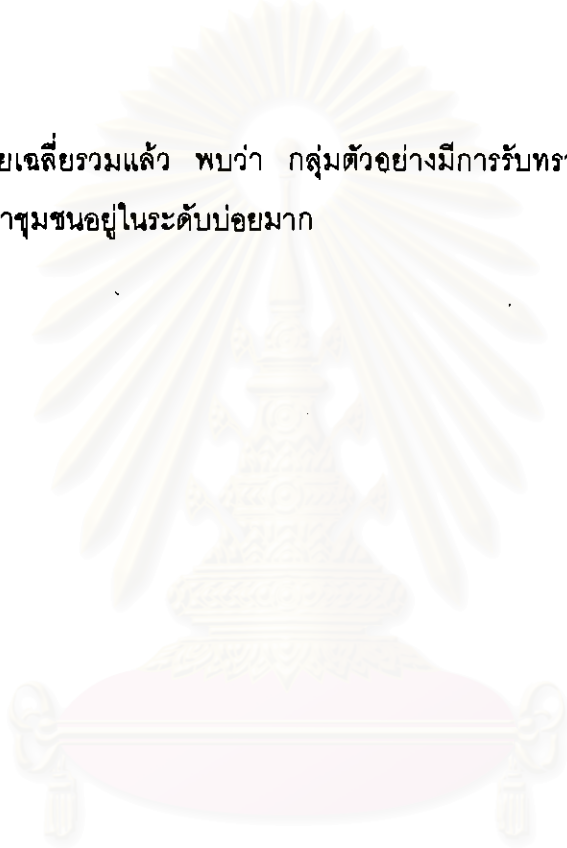 ยเฉลี่ยรวมแล้ว พบว่า กลุ่มตัวอย่างมีการรับทรา
าชุมชนอยู่ในระดับบ่อยมาก